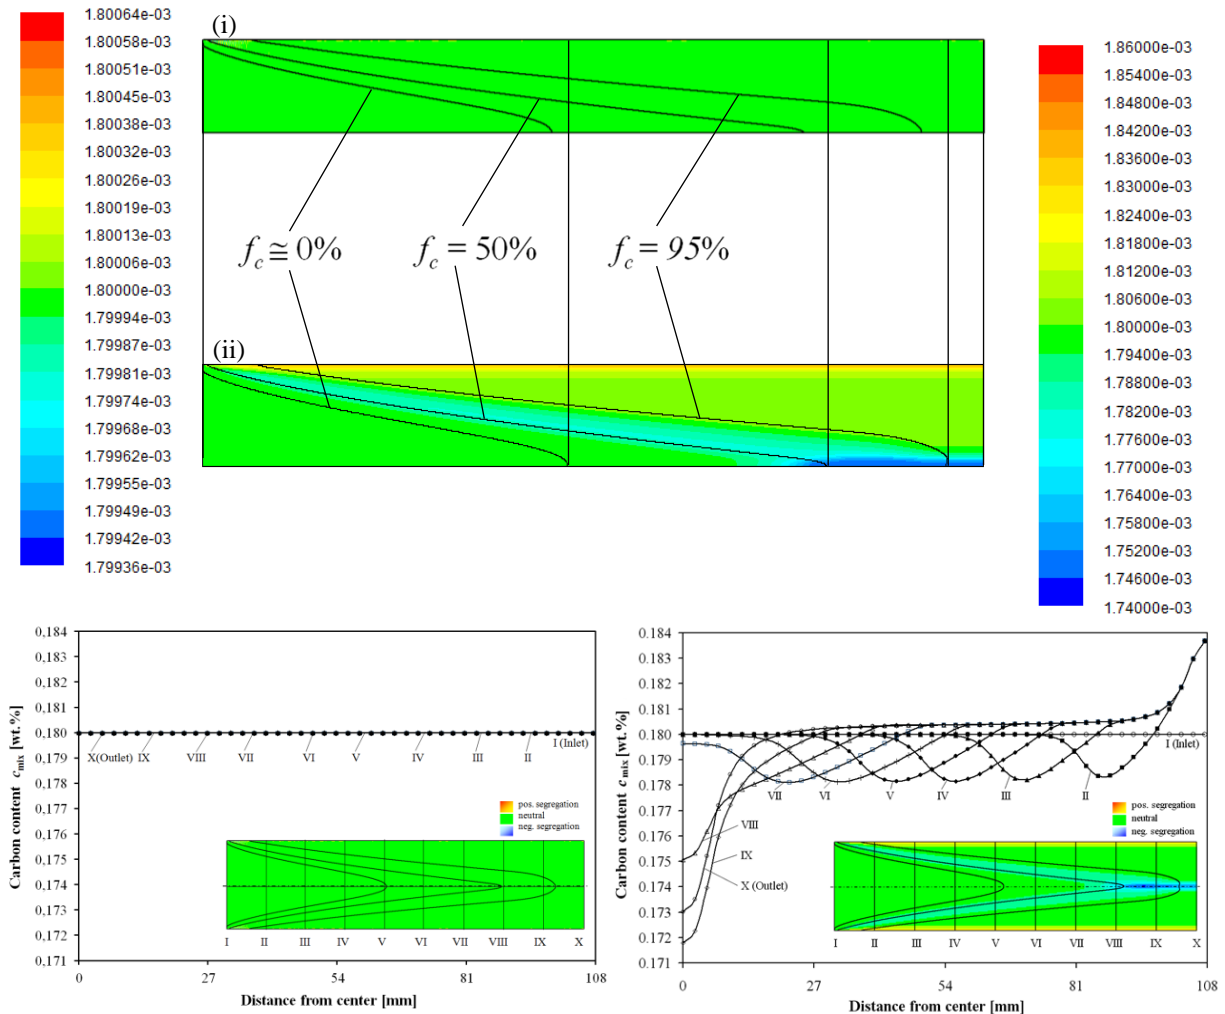 1.80064e-03
1.80058e-03
1.80051e-03
1.80045e-03
1.80038e-03
1.80032e-03
1.80026e-03
1.80019e-03
1.80013e-03
1.80006e-03
1.80000e-03
1.79994e-03
1.79987e-03
1.79981e-03
1.79974e-03
1.79968e-03
1.79962e-03
1.79955e-03
1.79948e-03
1.79942e-03
1.79936e-03
(i)
f_c ≅ 0%
f_c = 50%
f_c = 95%
(ii)
1.86000e-03
1.85400e-03
1.84800e-03
1.84200e-03
1.83600e-03
1.83000e-03
1.82400e-03
1.81800e-03
1.81200e-03
1.80600e-03
1.80000e-03
1.79400e-03
1.78800e-03
1.78200e-03
1.77600e-03
1.77000e-03
1.76400e-03
1.75800e-03
1.75200e-03
1.74600e-03
1.74000e-03
Carbon content c_mix [wt.%]
0,184
0,183
0,182
0,181
0,180
0,179
0,178
0,177
0,176
0,175
0,174
0,173
0,172
0,171
X(Outlet) IX VIII VII VI V IV III II I (Inlet)
pos. segregation
neutral
neg. segregation
I II III IV V VI VII VIII IX X
0 27 54 81 108
Distance from center [mm]
Carbon content c_mix [wt.%]
0.184
0.183
0.182
0.181
0.180
0.179
0.178
0.177
0.176
0.175
0.174
0.173
0.172
0.171
I (Inlet)
VII VI V IV III II
VIII
IX
X (Outlet)
pos. segregation
neutral
neg. segregation
I II III IV V VI VII VIII IX X
0 27 54 81 108
Distance from center [mm]